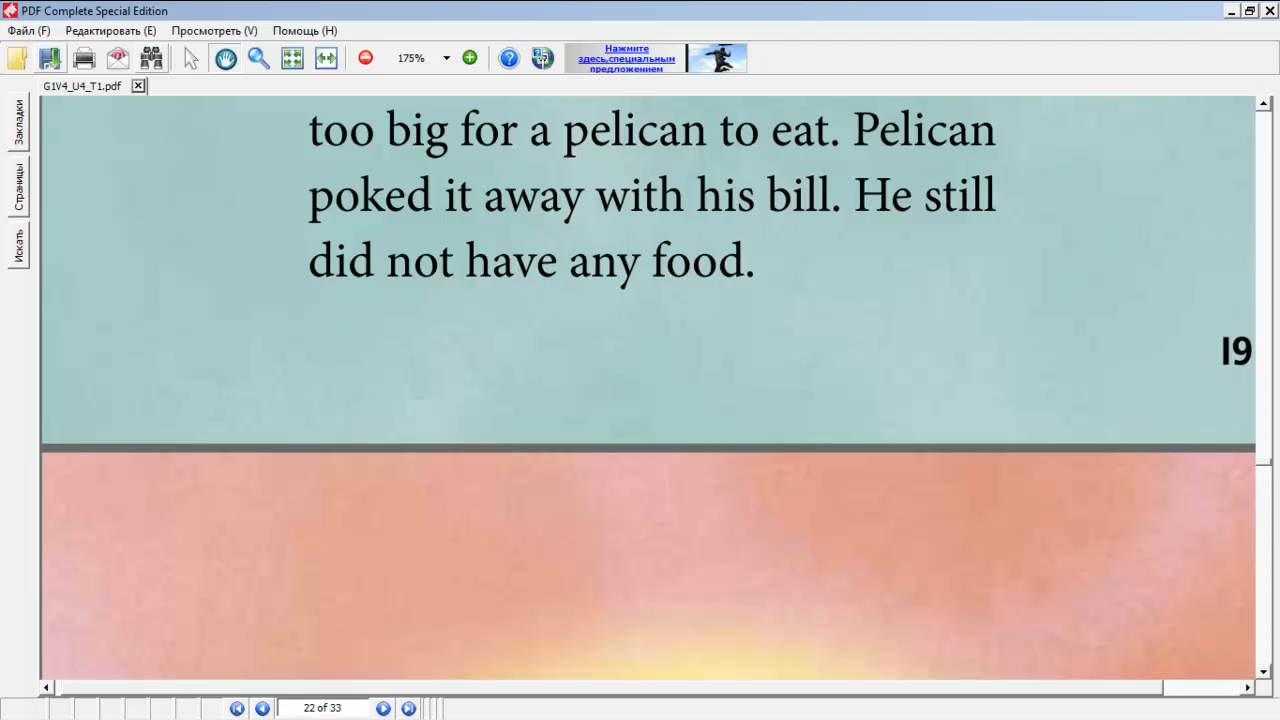 PDF Complete Special Edition
Файл (F) Редактировать (E) Просмотреть (V) Помощь (H)
175%
Нажмите
здесь,специальным
предложением
G1V4_U4_T1.pdf
Закладки
Страницы
Искать
too big for a pelican to eat. Pelican
poked it away with his bill. He still
did not have any food.
19
22 of 33